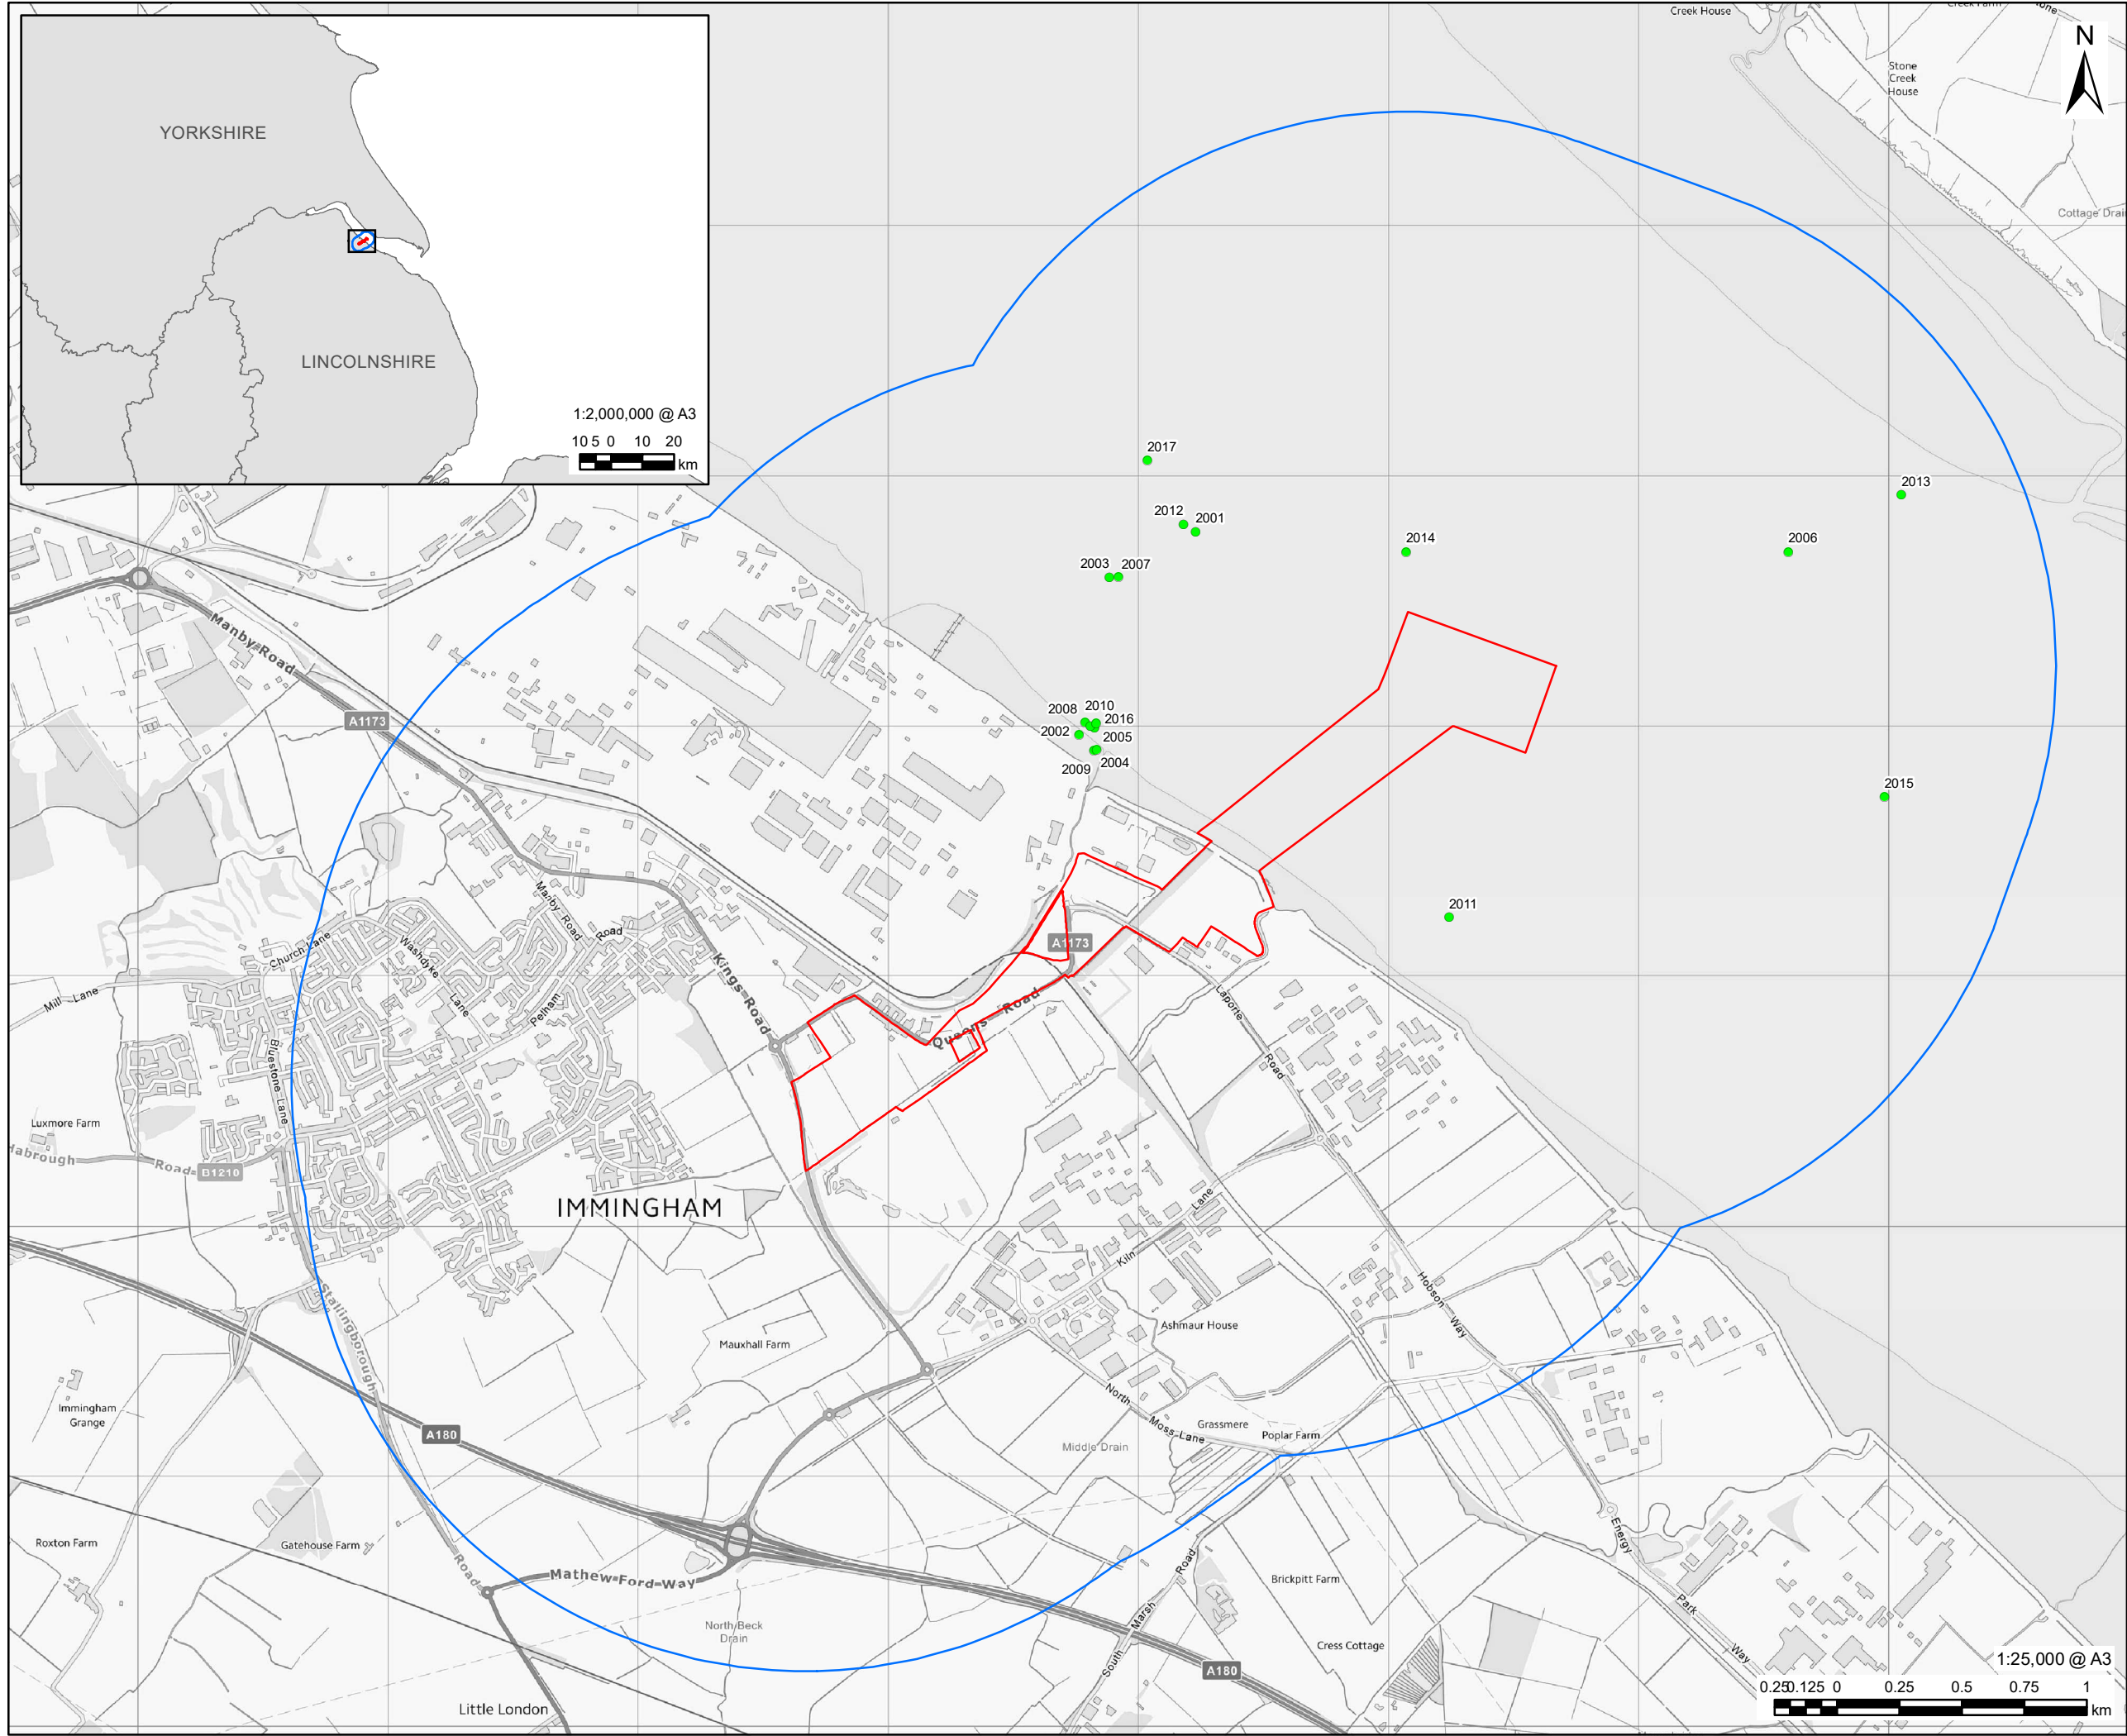 Creek House
Creek Farm
N
Stone
Creek
House
Cottage Drai
YORKSHIRE
LINCOLNSHIRE
1:2,000,000 @ A3
10 5 0 10 20
km
2017
2013
2012
2001
2014
2006
2003
2007
Manby Road
A1173
2008
2010
2016
2002
2005
2004
2009
2015
2011
Manby Road
Road
Church Lane
Washdyke
Lane
Pelham
Kings Road
A1173
Mill Lane
Laporte
Road
Queens Road
Bluestone Lane
Luxmore Farm
Habrough
Road
B1210
IMMINGHAM
Kiln
Lane
Hobson
Way
Stallingborough
Road
Mauxhall Farm
Ashmaur House
Immingham
Grange
North
Moss Lane
Grassmere
Poplar Farm
Middle Drain
A180
Roxton Farm
Gatehouse Farm
Mathew Ford Way
Energy
Park
Way
Brickpitt Farm
South
Marsh
Road
North Beck
Drain
Cress Cottage
A180
Little London
1:25,000 @ A3
0.25 0.125 0 0.25 0.5 0.75 1
km